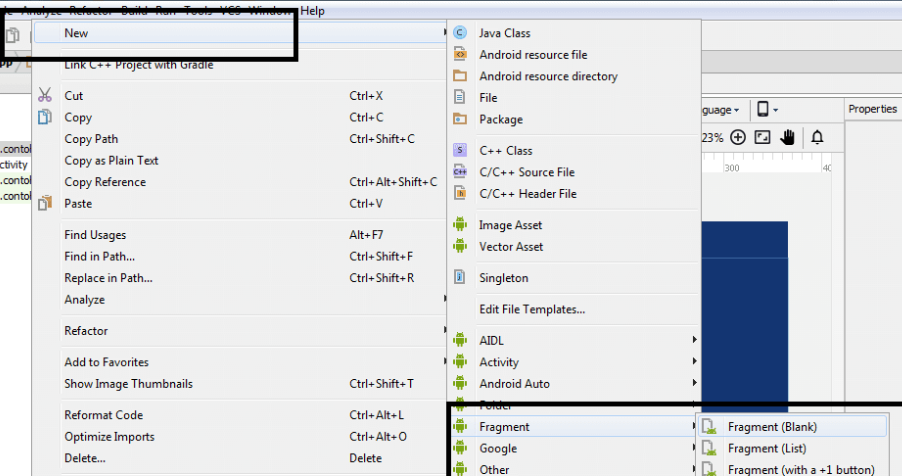 Analyze Refactor Build Run Tools VCS Window Help
New
Link C++ Project with Gradle
Cut Ctrl+X
Copy Ctrl+C
Copy Path Ctrl+Shift+C
Copy as Plain Text
Copy Reference Ctrl+Alt+Shift+C
Paste Ctrl+V
Find Usages Alt+F7
Find in Path... Ctrl+Shift+F
Replace in Path... Ctrl+Shift+R
Analyze
Refactor
Add to Favorites
Show Image Thumbnails Ctrl+Shift+T
Reformat Code Ctrl+Alt+L
Optimize Imports Ctrl+Alt+O
Delete... Delete
Java Class
Android resource file
Android resource directory
File
Package
C++ Class
C/C++ Source File
C/C++ Header File
Image Asset
Vector Asset
Singleton
Edit File Templates...
AIDL
Activity
Android Auto
Folder
Fragment
Google
Other
Fragment (Blank)
Fragment (List)
Fragment (with a +1 button)
guage
Properties
23%
300
.contol
ctivity
.contol
.contol